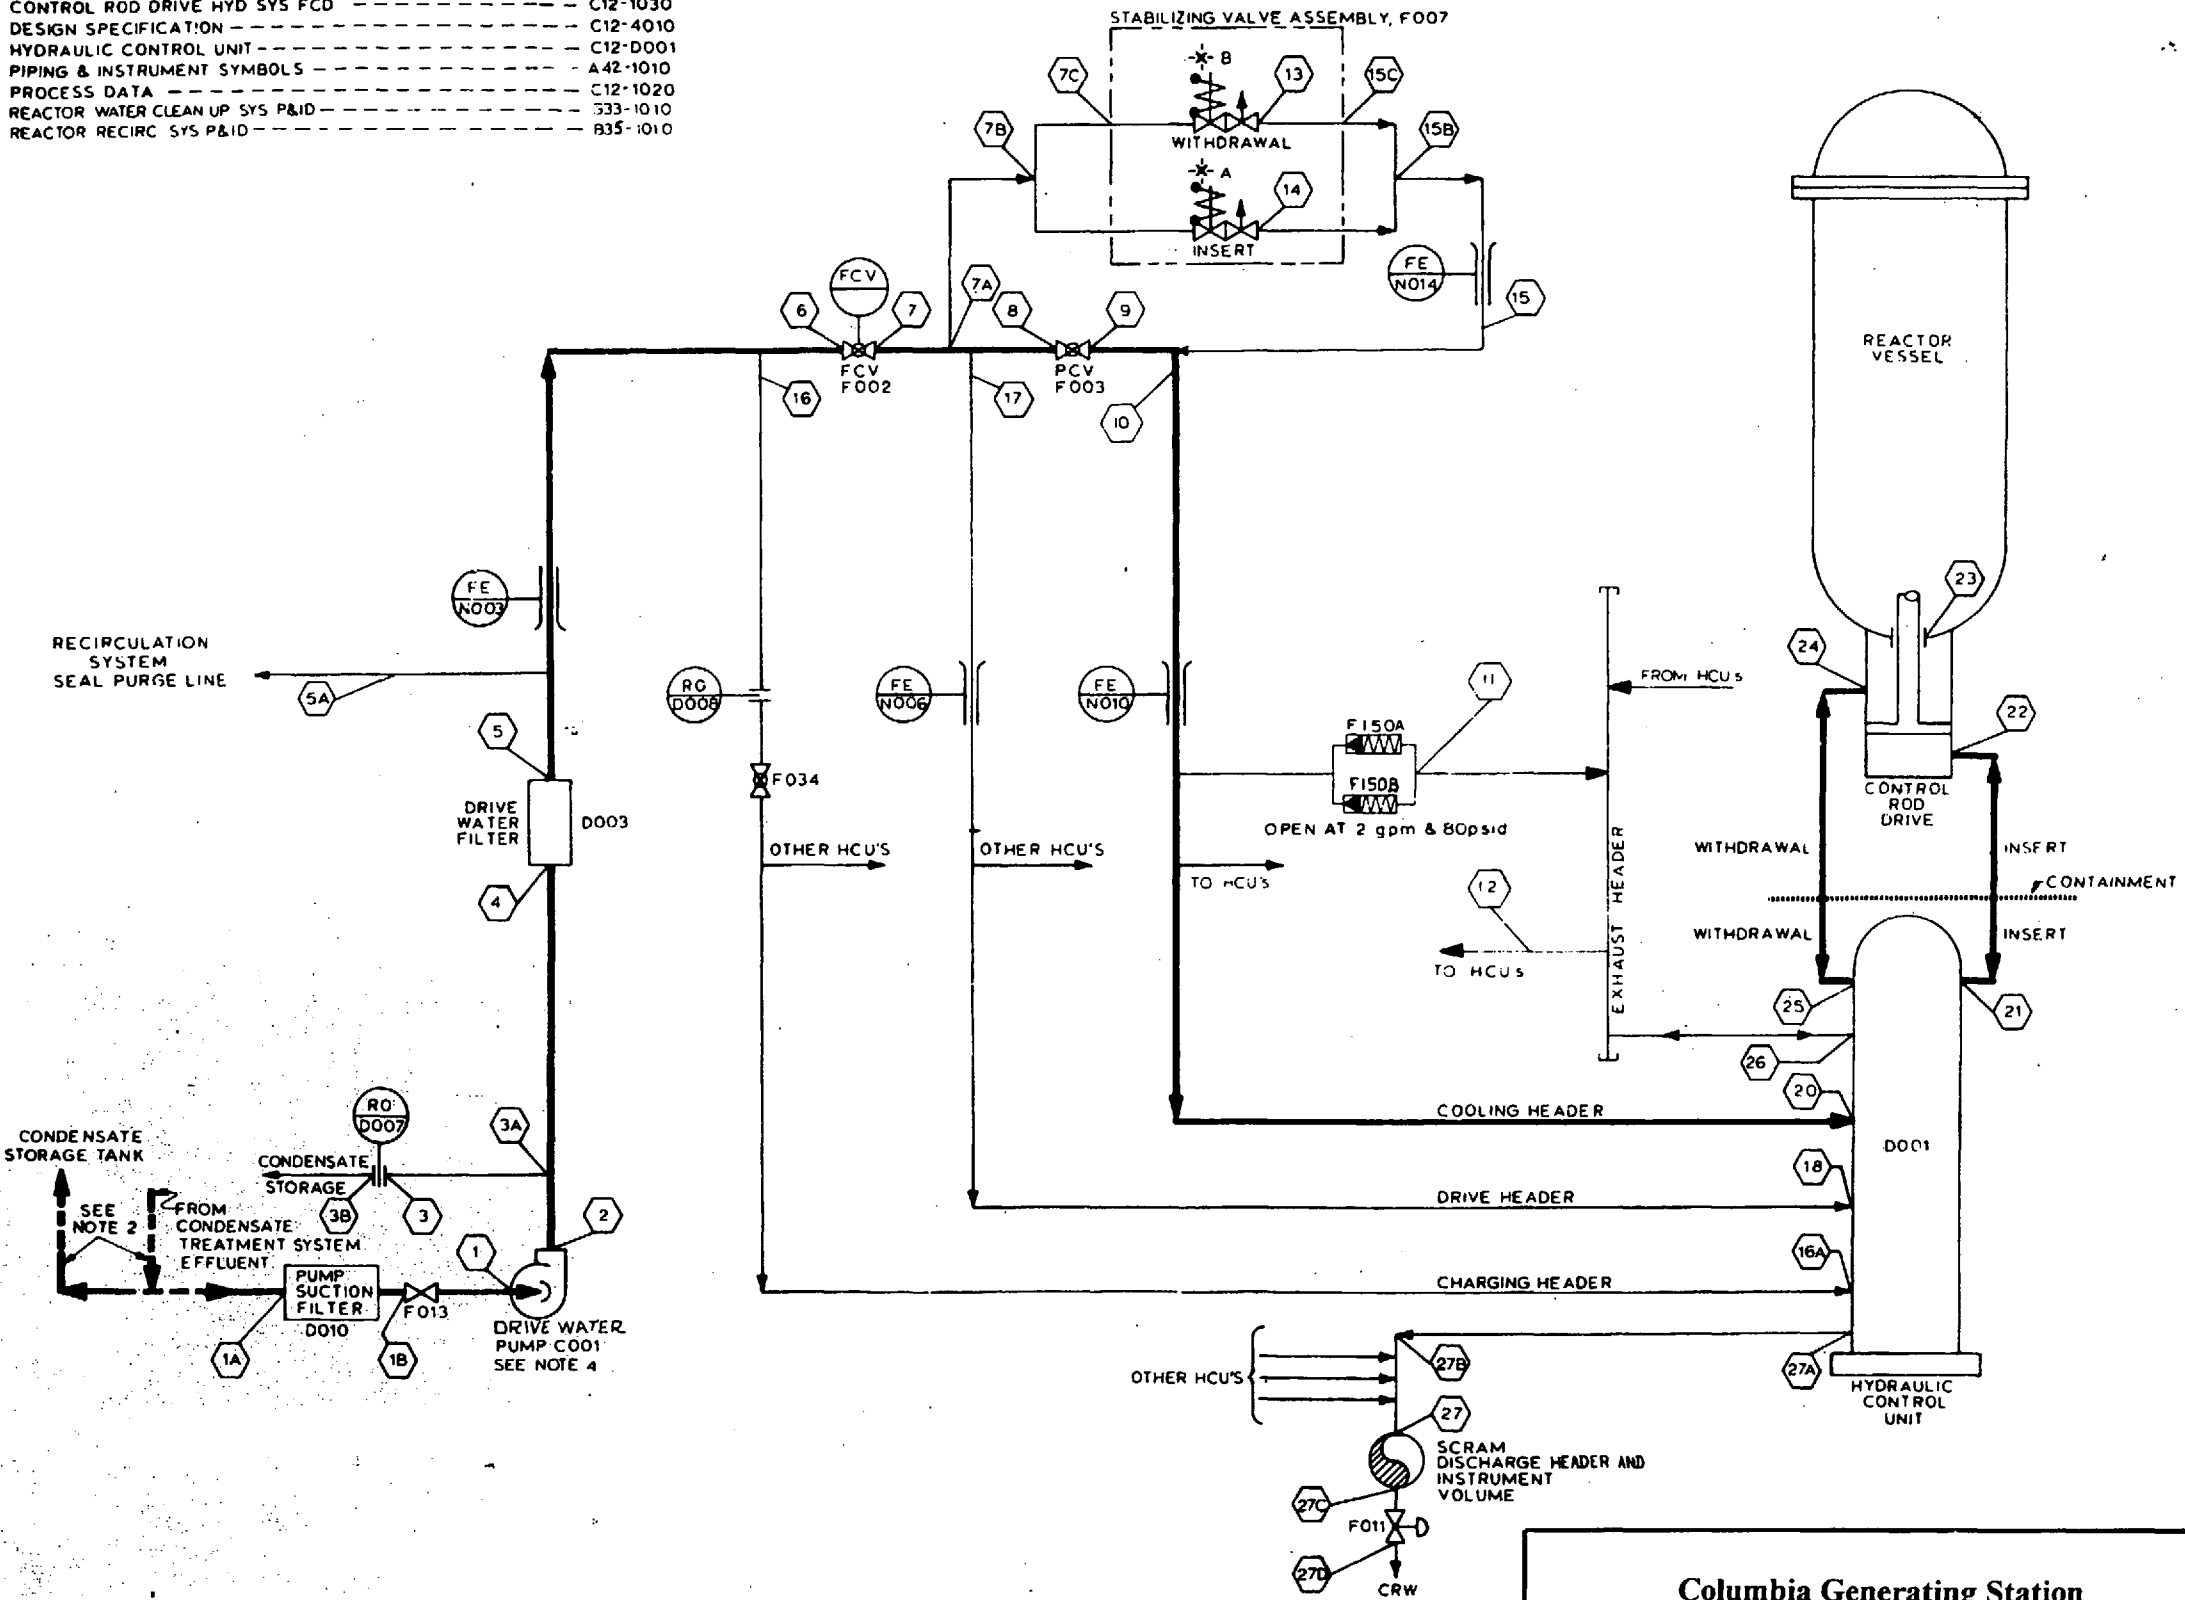 CONTROL ROD DRIVE HYD SYS FCD - C12-1030
DESIGN SPECIFICATION - C12-4010
HYDRAULIC CONTROL UNIT - C12-D001
PIPING & INSTRUMENT SYMBOLS - A42-1010
PROCESS DATA - C12-1020
REACTOR WATER CLEAN UP SYS P&ID - G33-1010
REACTOR RECIRC SYS P&ID - B35-1010
STABILIZING VALVE ASSEMBLY, F007
B
7C
13
15C
7B
WITHDRAWAL
15B
A
14
INSERT
FE
N014
15
FCV
6
7
7A
8
9
FCV
F002
PCV
F003
16
17
10
REACTOR
VESSEL
FE
N003
RECIRCULATION
SYSTEM
SEAL PURGE LINE
5A
RO
D008
FE
N006
FE
N010
11
FROM HCU'S
23
24
22
F150A
F150B
OPEN AT 2 gpm & 80psid
5
DRIVE
WATER
FILTER
D003
4
F034
OTHER HCU'S
OTHER HCU'S
TO HCU'S
12
TO HCU'S
EXHAUST HEADER
CONTROL
ROD
DRIVE
WITHDRAWAL
INSERT
CONTAINMENT
WITHDRAWAL
INSERT
25
21
26
20
COOLING HEADER
D001
18
DRIVE HEADER
16A
CHARGING HEADER
27A
HYDRAULIC
CONTROL
UNIT
RO
D007
3A
CONDENSATE
STORAGE TANK
CONDENSATE
STORAGE
3B
3
2
SEE
NOTE 2
FROM
CONDENSATE
TREATMENT SYSTEM
EFFLUENT
1
PUMP
SUCTION
FILTER
D010
F013
1A
1B
DRIVE WATER
PUMP C001
SEE NOTE 4
OTHER HCU'S
27B
27
SCRAM
DISCHARGE HEADER AND
INSTRUMENT
VOLUME
27C
F011
27D
CRW
Columbia Generating Station